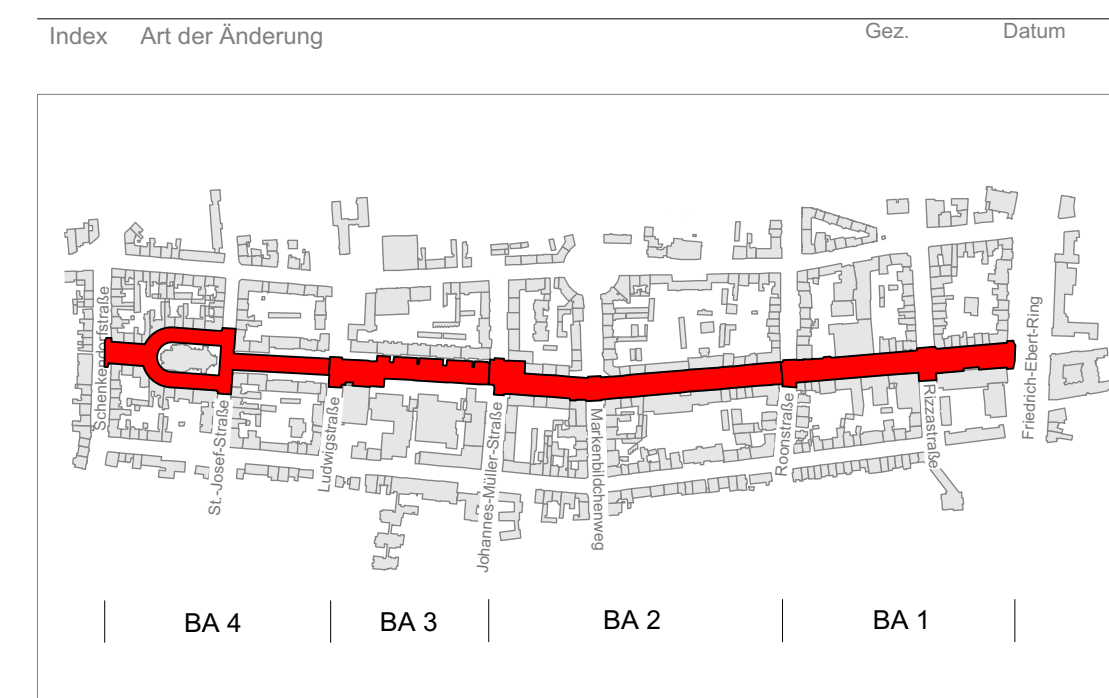 Index Art der Änderung Gez. Datum
Schenkendorfstraße
St.-Josef-Straße
Ludwigstraße
Johannes-Müller-Straße
Markenbildchenweg
Roonstraße
Rizzastraße
Friedrich-Ebert-Ring
BA 4 BA 3 BA 2 BA 1